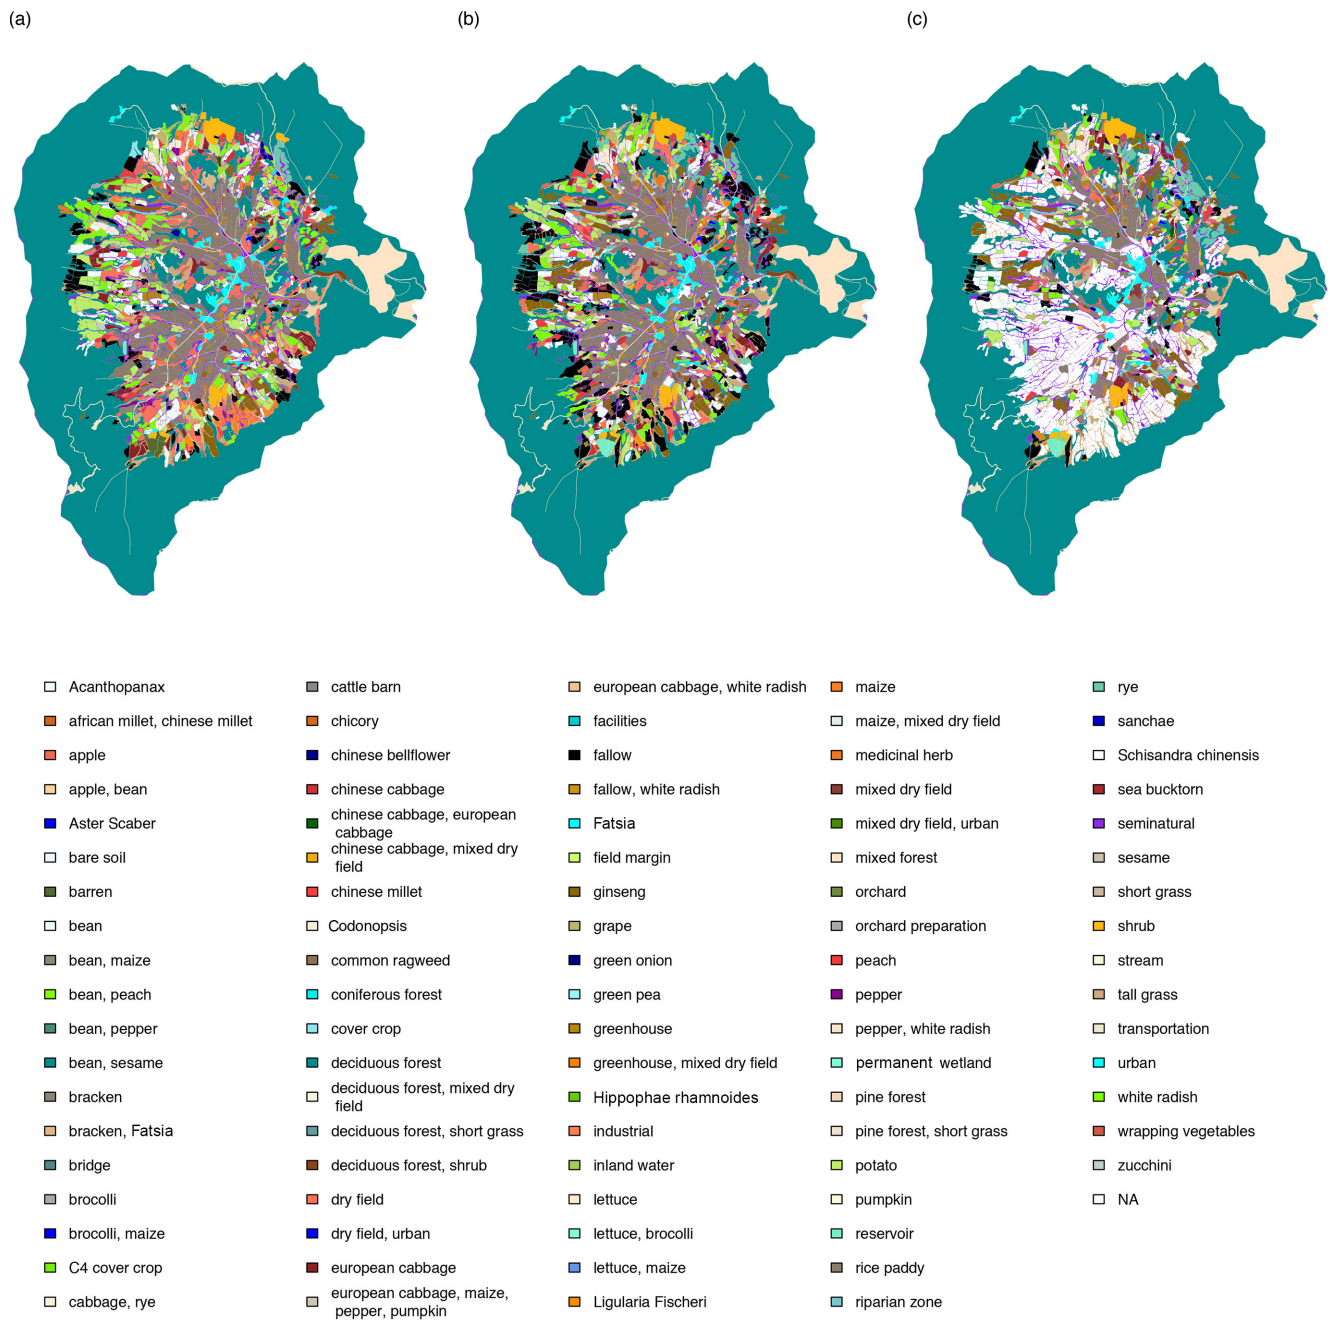 (a)
(b)
(c)
Acanthopanax
african millet, chinese millet
apple
apple, bean
Aster Scaber
bare soil
barren
bean
bean, maize
bean, peach
bean, pepper
bean, sesame
bracken
bracken, Fatsia
bridge
brocolli
brocolli, maize
C4 cover crop
cabbage, rye
cattle barn
chicory
chinese bellflower
chinese cabbage
chinese cabbage, european
cabbage
chinese cabbage, mixed dry
field
chinese millet
Codonopsis
common ragweed
coniferous forest
cover crop
deciduous forest
deciduous forest, mixed dry
field
deciduous forest, short grass
deciduous forest, shrub
dry field
dry field, urban
european cabbage
european cabbage, maize,
pepper, pumpkin
european cabbage, white radish
facilities
fallow
fallow, white radish
Fatsia
field margin
ginseng
grape
green onion
green pea
greenhouse
greenhouse, mixed dry field
Hippophae rhamnoides
industrial
inland water
lettuce
lettuce, brocolli
lettuce, maize
Ligularia Fischeri
maize
maize, mixed dry field
medicinal herb
mixed dry field
mixed dry field, urban
mixed forest
orchard
orchard preparation
peach
pepper
pepper, white radish
permanent wetland
pine forest
pine forest, short grass
potato
pumpkin
reservoir
rice paddy
riparian zone
rye
sanchae
Schisandra chinensis
sea bucktorn
seminatural
sesame
short grass
shrub
stream
tall grass
transportation
urban
white radish
wrapping vegetables
zucchini
NA